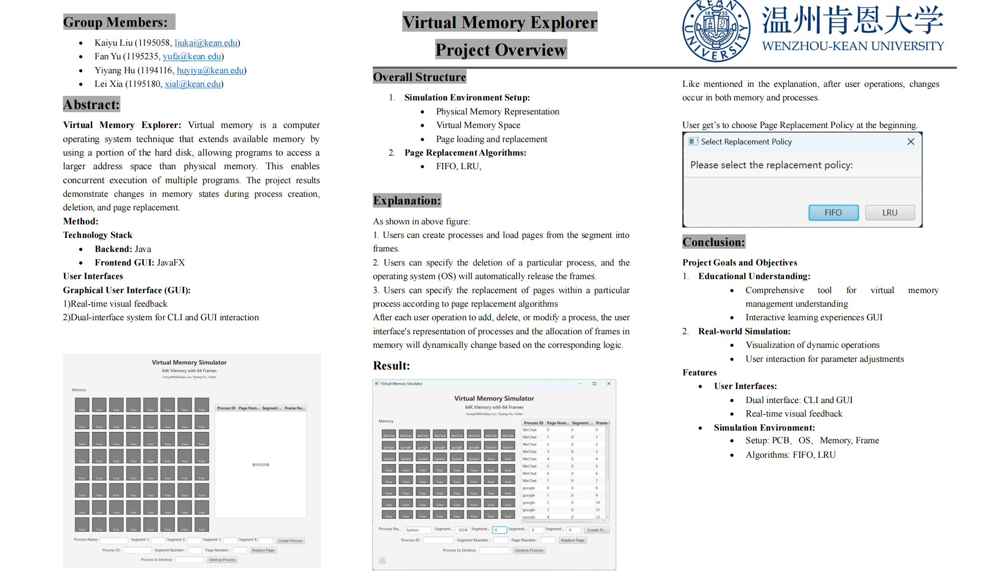 Group Members:
• Kaiyu Liu (1195058, liukai@kean.edu)
• Fan Yu (1195235, yufa@kean.edu)
• Yiyang Hu (1194116, huyiya@kean.edu)
• Lei Xia (1195180, xial@kean.edu)
Abstract:
Virtual Memory Explorer: Virtual memory is a computer
operating system technique that extends available memory by
using a portion of the hard disk, allowing programs to access a
larger address space than physical memory. This enables
concurrent execution of multiple programs. The project results
demonstrate changes in memory states during process creation,
deletion, and page replacement.
Method:
Technology Stack
• Backend: Java
• Frontend GUI: JavaFX
User Interfaces
Graphical User Interface (GUI):
1)Real-time visual feedback
2)Dual-interface system for CLI and GUI interaction
Virtual Memory Simulator
64K Memory with 64 Frames
Group#666,Kaiyu Liu, Yiyang Hu, Yufan
Memory
Free Free Free Free Free Free Free Free
Free Free Free Free Free Free Free Free
Free Free Free Free Free Free Free Free
Free Free Free Free Free Free Free Free
Free Free Free Free Free Free Free Free
Free Free Free Free Free Free Free Free
Free Free Free Free Free Free Free Free
Free Free Free Free Free Free Free Free
Process ID Page Num... Segment ... Frame Nu...
表中无内容
Process Name: Segment 1: Segment 2: Segment 3: Segment 4: Create Process
Process ID: Segment Number : Page Number : Replace Page
Process to Destroy: Destroy Process
Virtual Memory Explorer
Project Overview
Overall Structure
1. Simulation Environment Setup:
• Physical Memory Representation
• Virtual Memory Space
• Page loading and replacement
2. Page Replacement Algorithms:
• FIFO, LRU,
Explanation:
As shown in above figure:
1. Users can create processes and load pages from the segment into
frames.
2. Users can specify the deletion of a particular process, and the
operating system (OS) will automatically release the frames.
3. Users can specify the replacement of pages within a particular
process according to page replacement algorithms
After each user operation to add, delete, or modify a process, the user
interface's representation of processes and the allocation of frames in
memory will dynamically change based on the corresponding logic.
Result:
Virtual Memory Simulator
Virtual Memory Simulator
64K Memory with 64 Frames
Group#666,Kaiyu Liu, Yiyang Hu, Yufan
Memory
WeChat WeChat WeChat WeChat WeChat WeChat WeChat WeChat
google google google google google google System System
System System System System System System Free Free
Free Free Free Free Free Free Free Free
Free Free Free Free Free Free Free Free
Free Free Free Free Free Free Free Free
Free Free Free Free Free Free Free Free
Free Free Free Free Free Free Free Free
Process ID Page Num... Segment ... Frame
WeChat 0 0 0
WeChat 1 0 1
WeChat 2 0 2
WeChat 3 0 3
WeChat 4 0 4
WeChat 5 0 5
WeChat 6 0 6
WeChat 7 0 7
google 0 0 8
google 1 0 9
google 2 0 10
google 3 0 11
google 4 0 12
Process Na... System Segment... 1024( Segment... 0 Segment... 0 Segment... 0 Create Pr...
Process ID: Segment Number : Page Number : Replace Page
Process to Destroy: Destroy Process
?
KEAN UNIVERSITY
18 55
温州肯恩大学
WENZHOU-KEAN UNIVERSITY
Like mentioned in the explanation, after user operations, changes
occur in both memory and processes.
User get’s to choose Page Replacement Policy at the beginning.
Select Replacement Policy
Please select the replacement policy:
FIFO LRU
Conclusion:
Project Goals and Objectives
1. Educational Understanding:
• Comprehensive tool for virtual memory
management understanding
• Interactive learning experiences GUI
2. Real-world Simulation:
• Visualization of dynamic operations
• User interaction for parameter adjustments
Features
• User Interfaces:
• Dual interface: CLI and GUI
• Real-time visual feedback
• Simulation Environment:
• Setup: PCB，OS，Memory, Frame
• Algorithms: FIFO, LRU